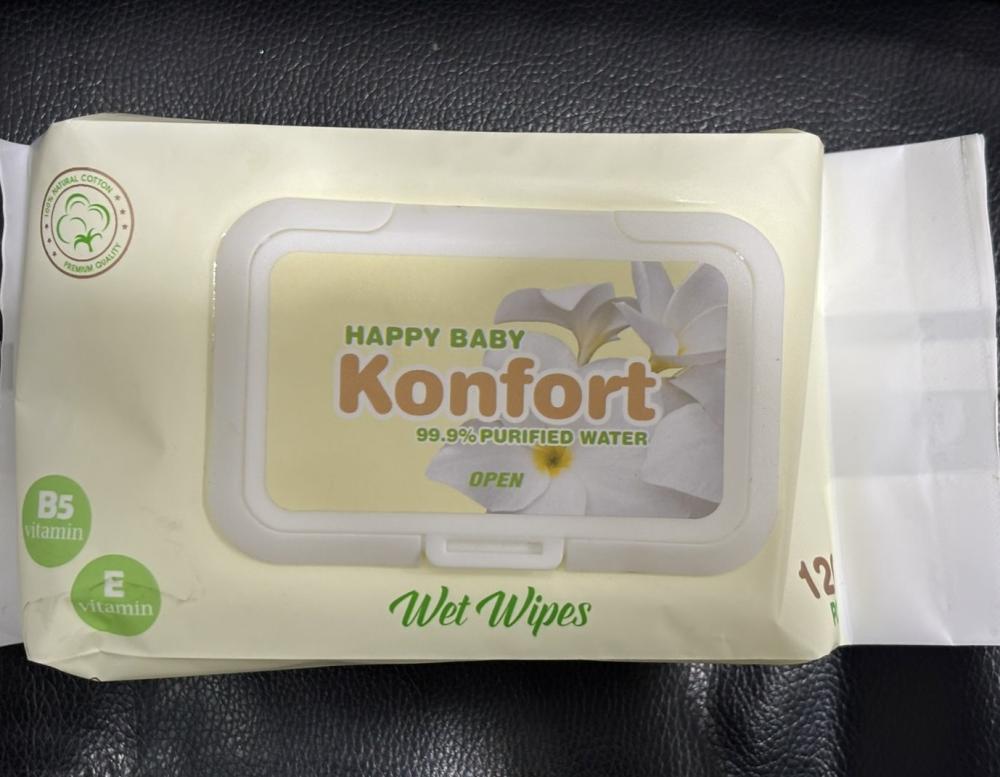 100% NATURAL COTTON
PREMIUM QUALITY
HAPPY BABY
Konfort
99.9% PURIFIED WATER
OPEN
B5
vitamin
E
vitamin
Wet Wipes